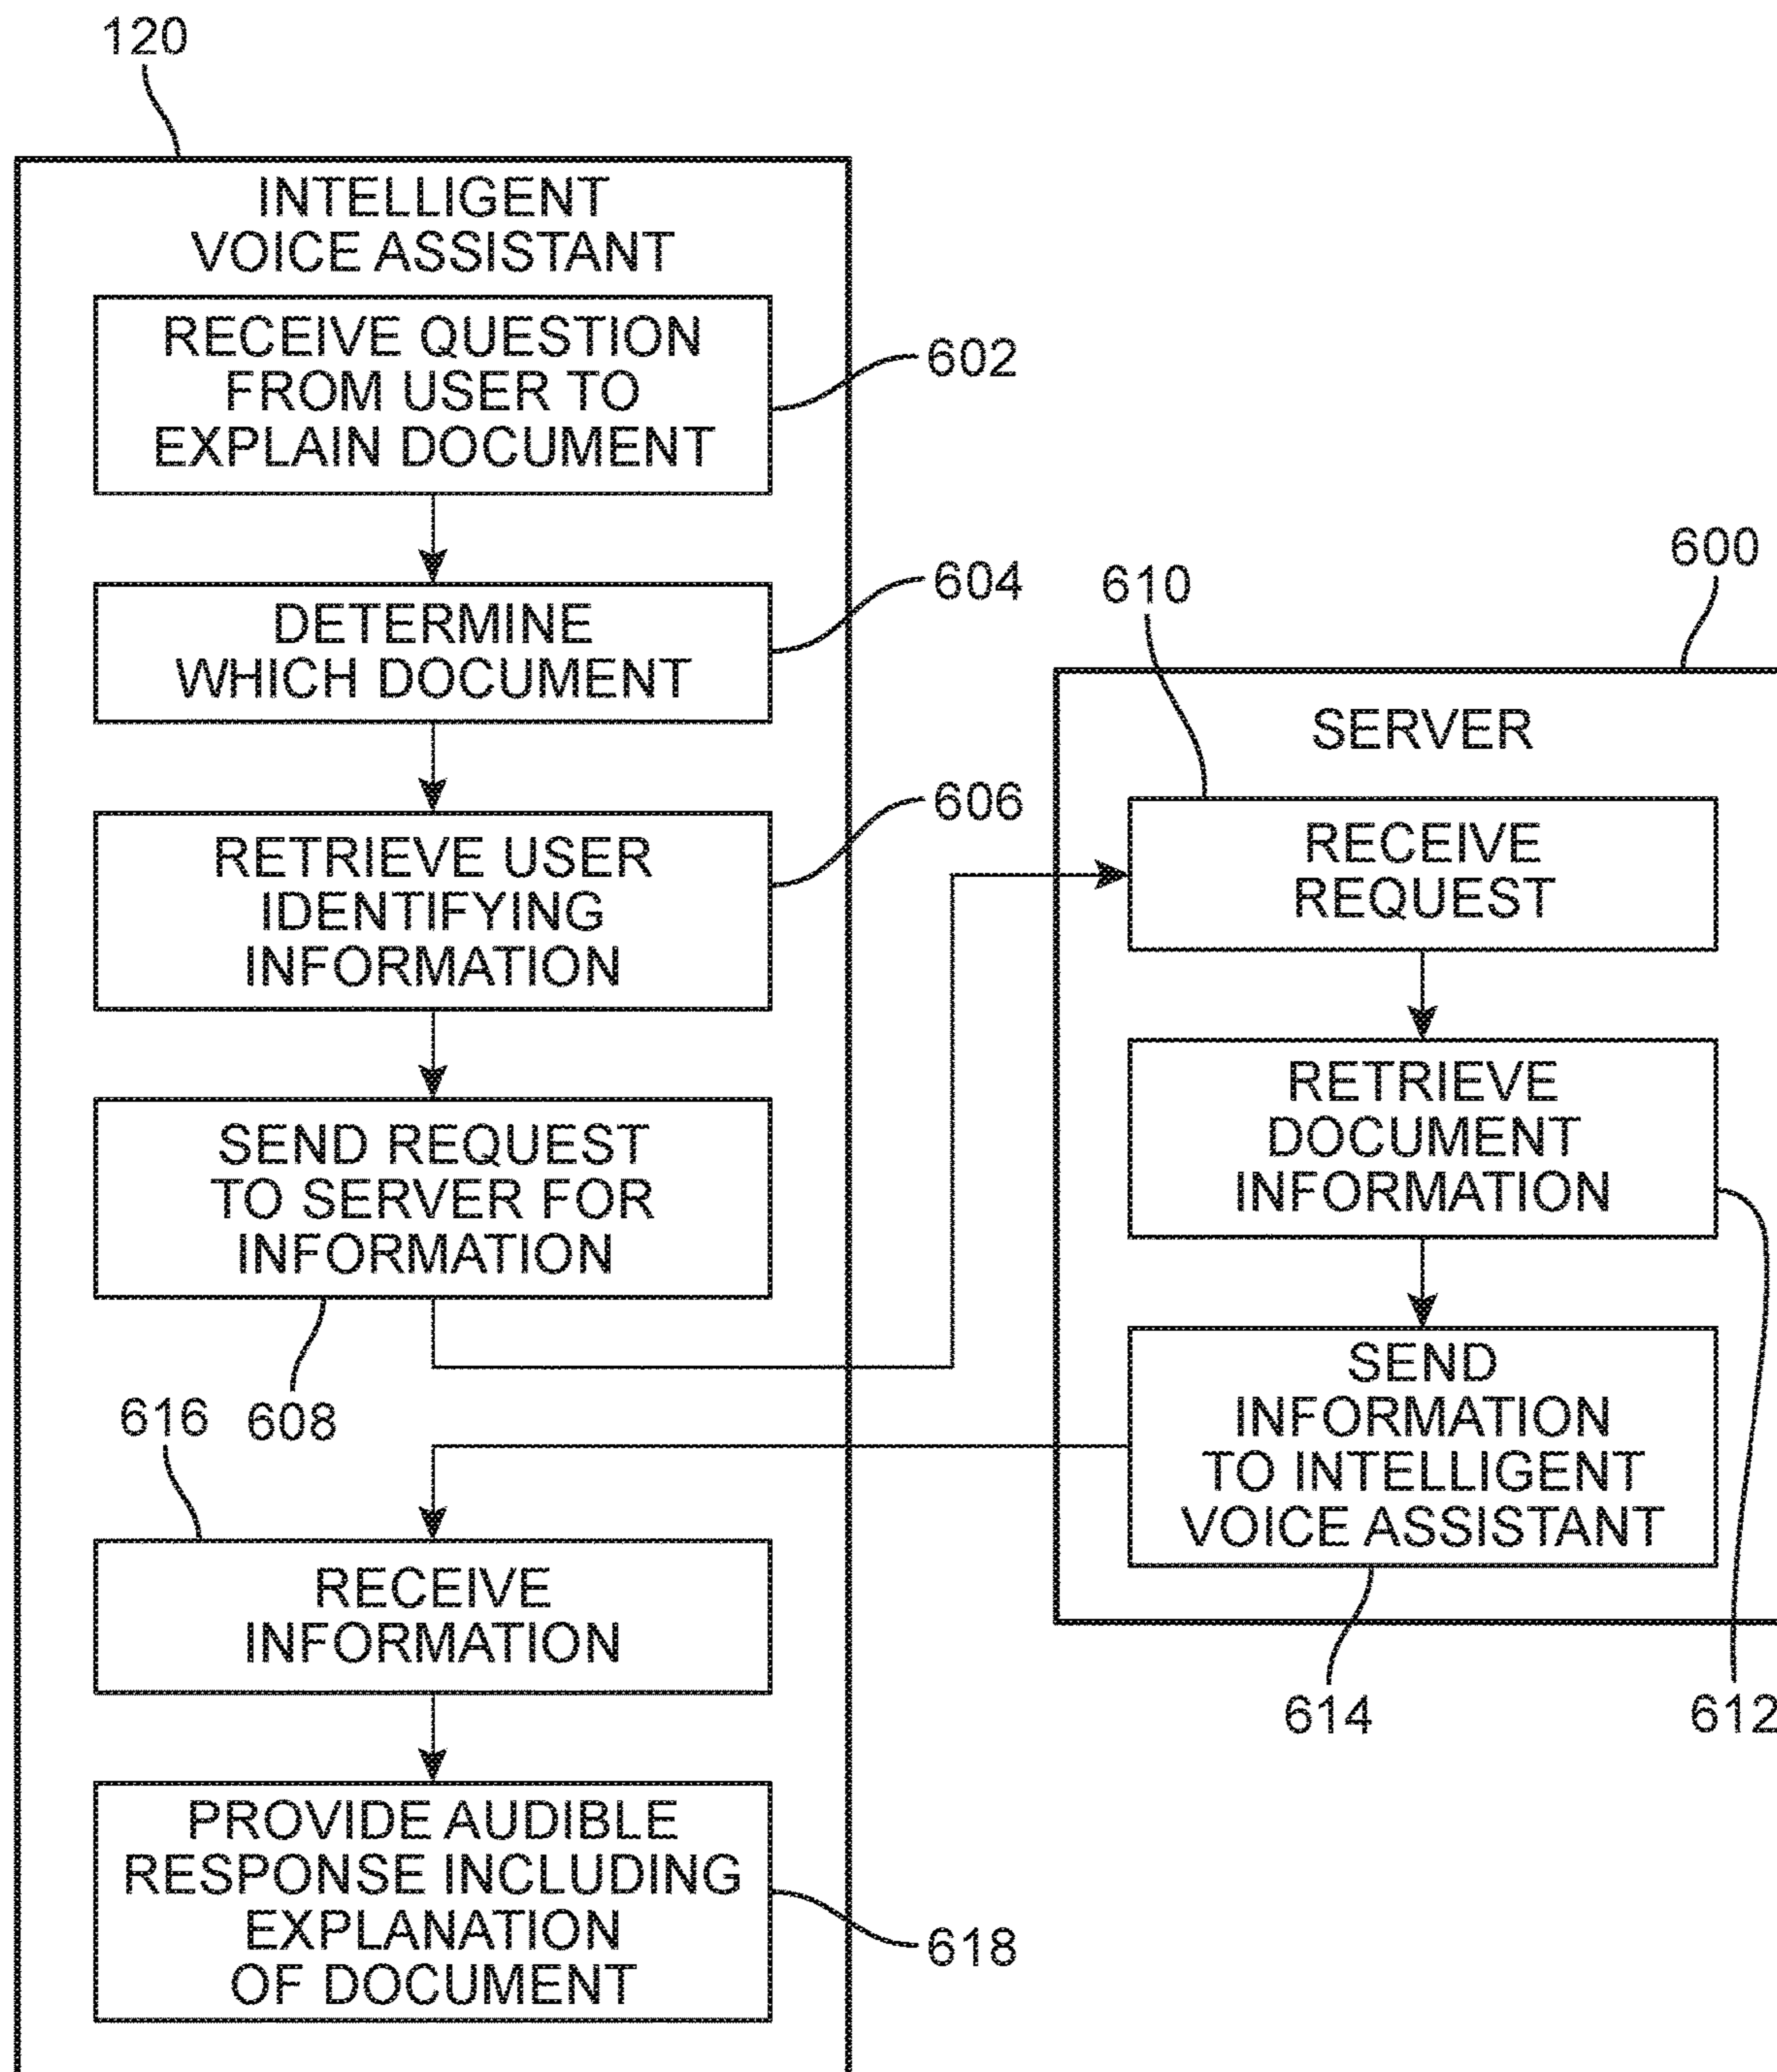 120
INTELLIGENT
VOICE ASSISTANT
RECEIVE QUESTION
FROM USER TO
EXPLAIN DOCUMENT
602
DETERMINE
WHICH DOCUMENT
604
RETRIEVE USER
IDENTIFYING
INFORMATION
606
SEND REQUEST
TO SERVER FOR
INFORMATION
608
600
SERVER
610
RECEIVE
REQUEST
RETRIEVE
DOCUMENT
INFORMATION
612
SEND
INFORMATION
TO INTELLIGENT
VOICE ASSISTANT
614
616
RECEIVE
INFORMATION
PROVIDE AUDIBLE
RESPONSE INCLUDING
EXPLANATION
OF DOCUMENT
618